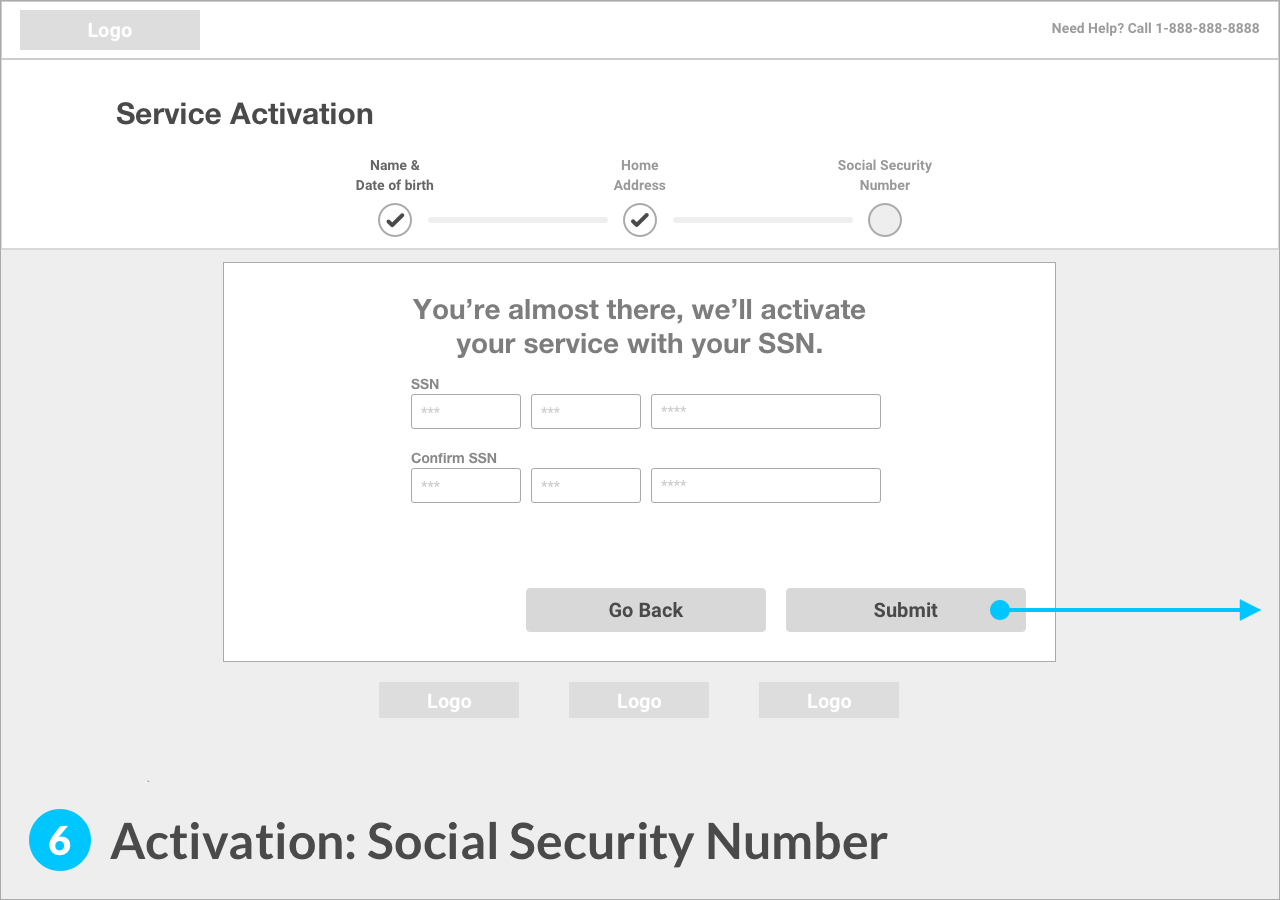 Logo
Need Help? Call 1-888-888-8888
Service Activation
Name &
Date of birth
Home
Address
Social Security
Number
You’re almost there, we’ll activate
your service with your SSN.
SSN
*** *** ****
Confirm SSN
*** *** ****
Go Back
Submit
Logo Logo Logo
6 Activation: Social Security Number